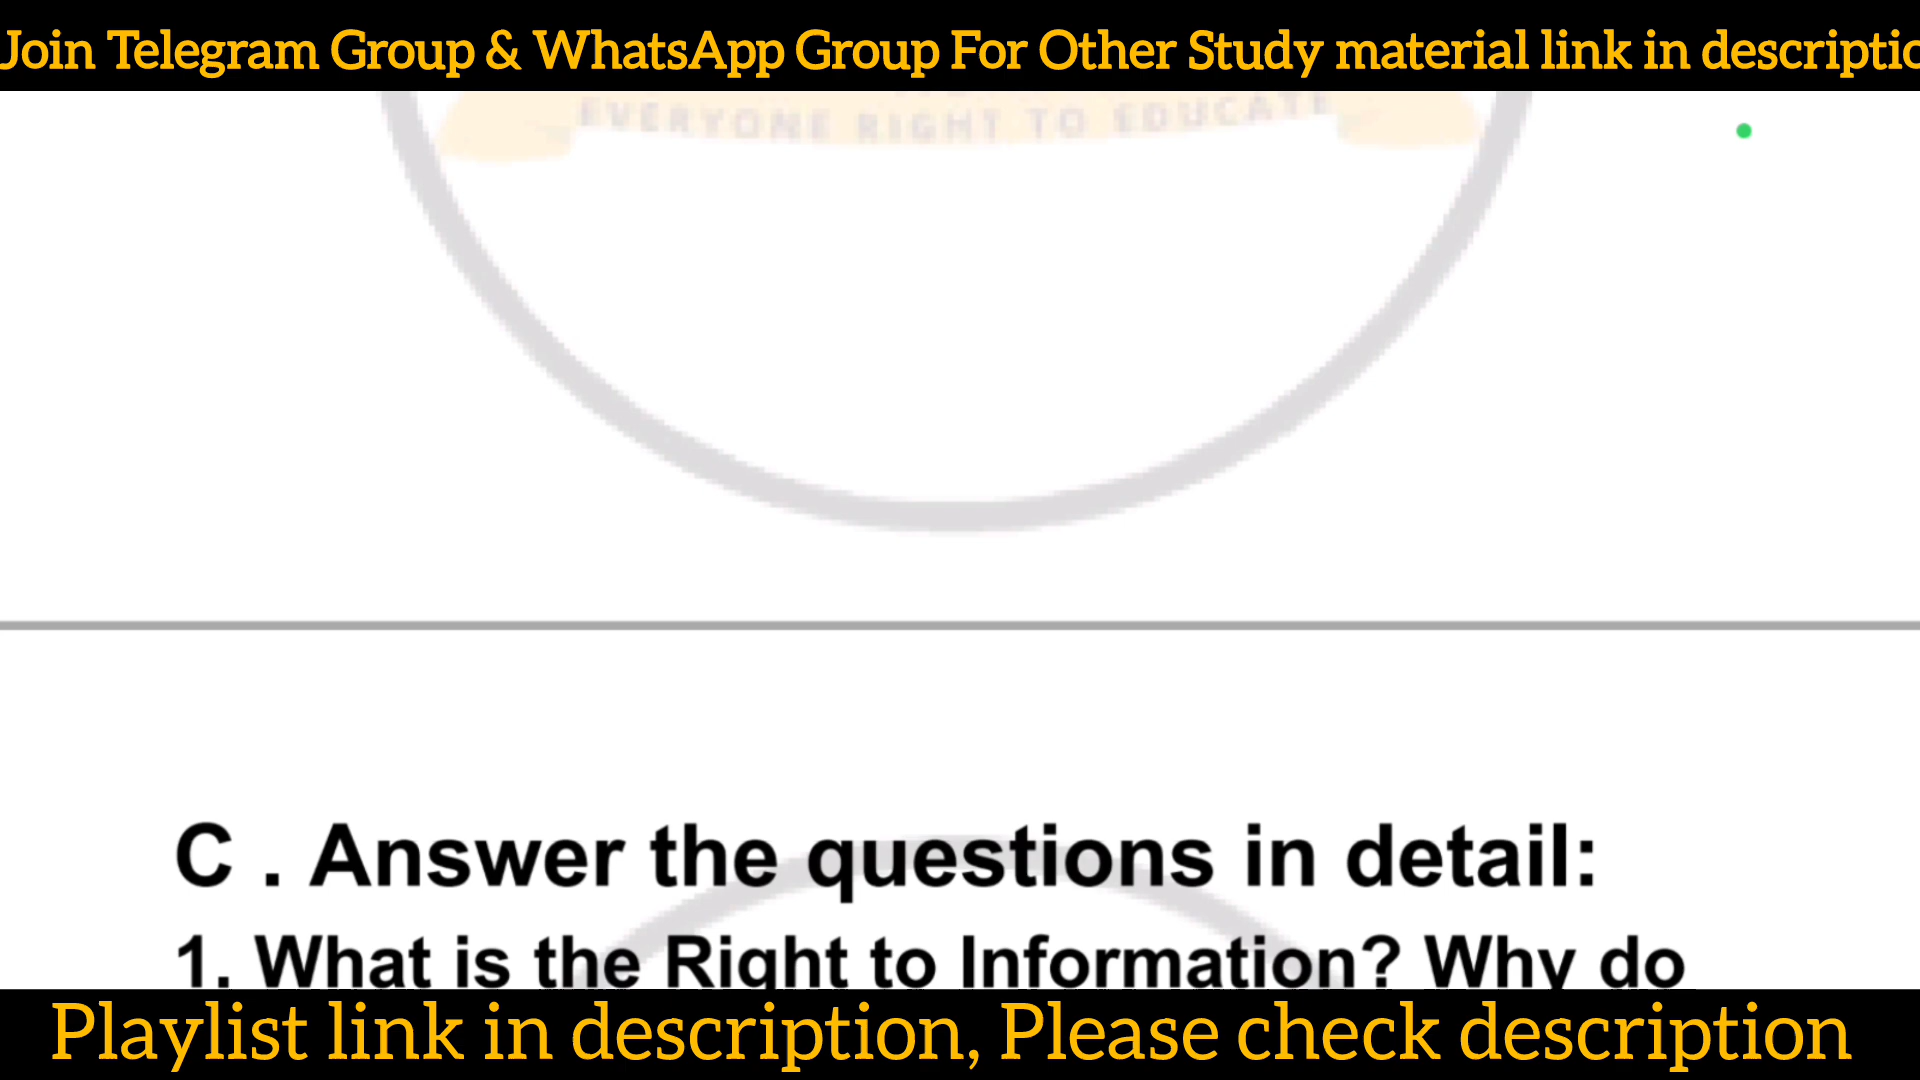 Join Telegram Group & WhatsApp Group For Other Study material link in descriptio
EVERYONE RIGHT TO EDUCATE
C . Answer the questions in detail:
1. What is the Right to Information? Why do
Playlist link in description, Please check description